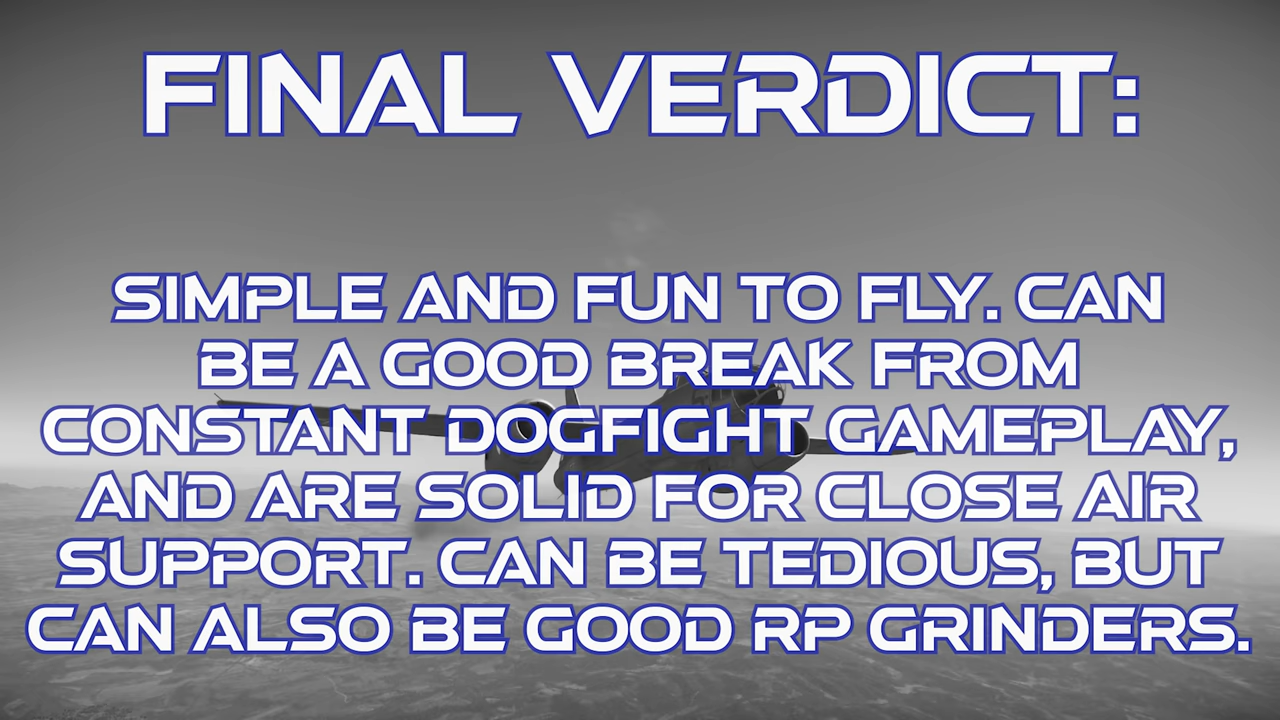 FINAL VERDICT:
SIMPLE AND FUN TO FLY. CAN
BE A GOOD BREAK FROM
CONSTANT DOGFIGHT GAMEPLAY,
AND ARE SOLID FOR CLOSE AIR
SUPPORT. CAN BE TEDIOUS, BUT
CAN ALSO BE GOOD RP GRINDERS.